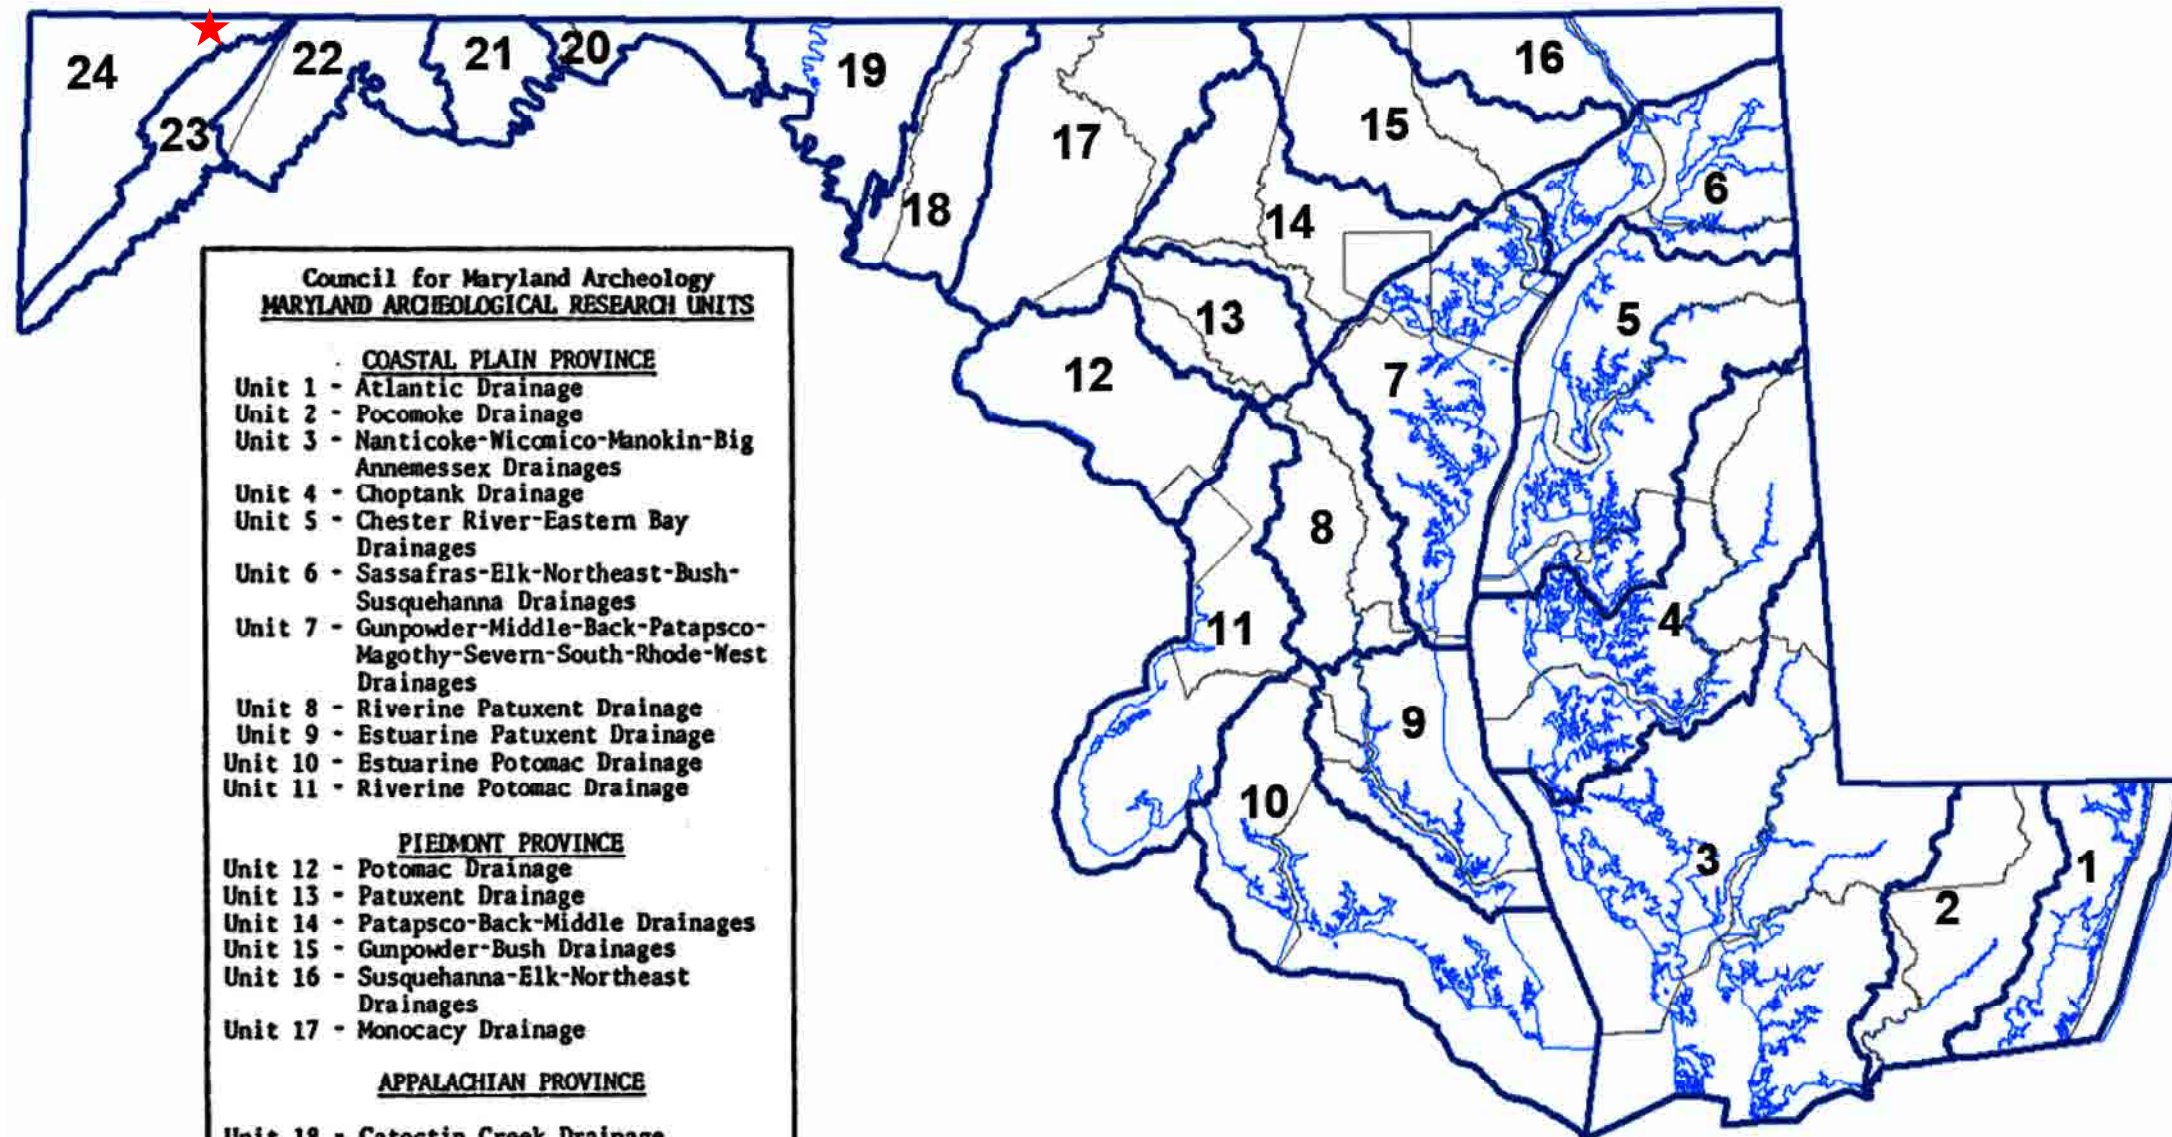 24
22
21
20
19
16
17
15
23
6
18
14
13
5
12
7
8
4
11
9
10
3
1
2
Council for Maryland Archeology
MARYLAND ARCHEOLOGICAL RESEARCH UNITS
COASTAL PLAIN PROVINCE
Unit 1 - Atlantic Drainage
Unit 2 - Pocomoke Drainage
Unit 3 - Nanticoke-Wicomico-Manokin-Big
Annemessex Drainages
Unit 4 - Choptank Drainage
Unit 5 - Chester River-Eastern Bay
Drainages
Unit 6 - Sassafras-Elk-Northeast-Bush-
Susquehanna Drainages
Unit 7 - Gunpowder-Middle-Back-Patapsco-
Magothy-Severn-South-Rhode-West
Drainages
Unit 8 - Riverine Patuxent Drainage
Unit 9 - Estuarine Patuxent Drainage
Unit 10 - Estuarine Potomac Drainage
Unit 11 - Riverine Potomac Drainage
PIEDMONT PROVINCE
Unit 12 - Potomac Drainage
Unit 13 - Patuxent Drainage
Unit 14 - Patapsco-Back-Middle Drainages
Unit 15 - Gunpowder-Bush Drainages
Unit 16 - Susquehanna-Elk-Northeast
Drainages
Unit 17 - Monocacy Drainage
APPALACHIAN PROVINCE
Unit 18 - Catoctin Creek Drainage